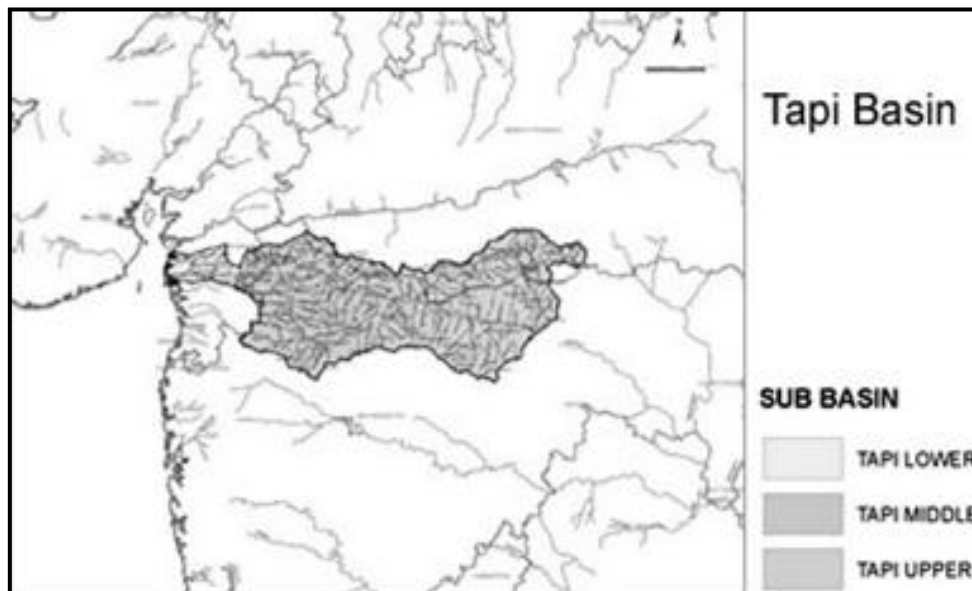 Tapi Basin
SUB BASIN
TAPI LOWER
TAPI MIDDLE
TAPI UPPER